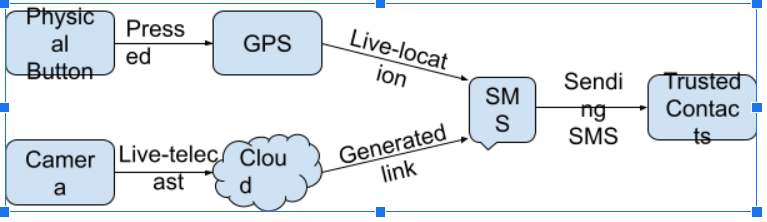 Physic
al
Button
Press
ed
GPS
Live-locat
ion
SM
S
Sendi
ng
SMS
Trusted
Contac
ts
Camer
a
Live-telec
ast
Clou
d
Generated
link